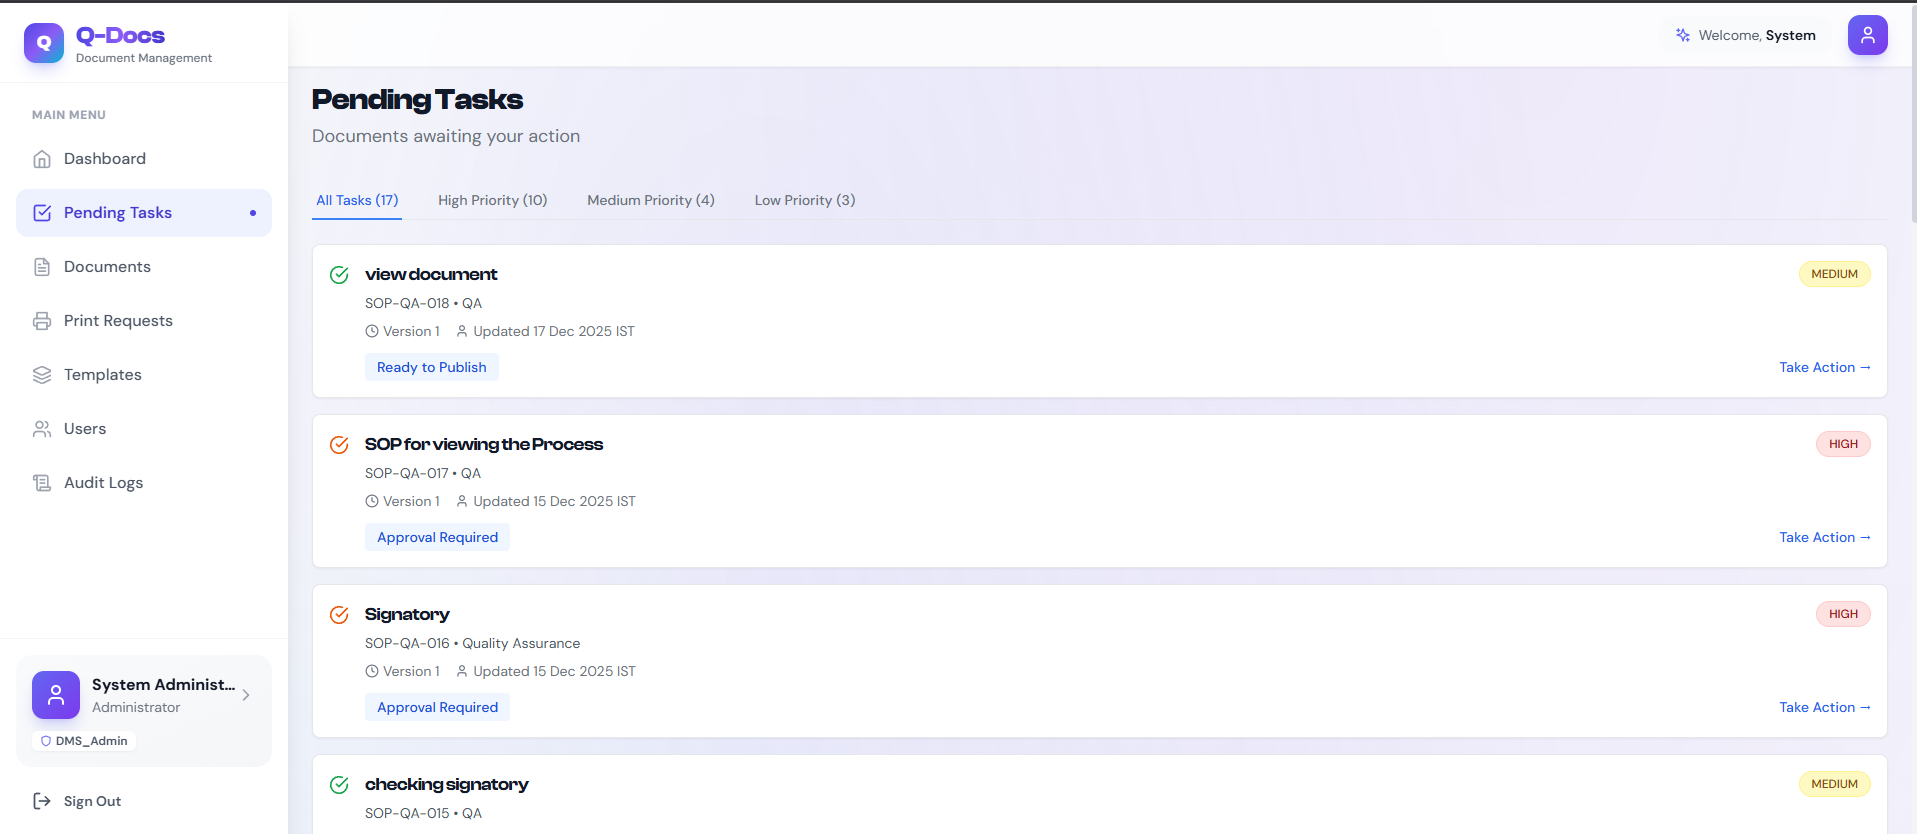 Q
Q-Docs
Document Management
MAIN MENU
Dashboard
Pending Tasks
Documents
Print Requests
Templates
Users
Audit Logs
System Administ...
Administrator
DMS_Admin
Sign Out
Welcome, System
Pending Tasks
Documents awaiting your action
All Tasks (17)
High Priority (10)
Medium Priority (4)
Low Priority (3)
view document
MEDIUM
SOP-QA-018 • QA
Version 1 Updated 17 Dec 2025 IST
Ready to Publish
Take Action →
SOP for viewing the Process
HIGH
SOP-QA-017 • QA
Version 1 Updated 15 Dec 2025 IST
Approval Required
Take Action →
Signatory
HIGH
SOP-QA-016 • Quality Assurance
Version 1 Updated 15 Dec 2025 IST
Approval Required
Take Action →
checking signatory
MEDIUM
SOP-QA-015 • QA